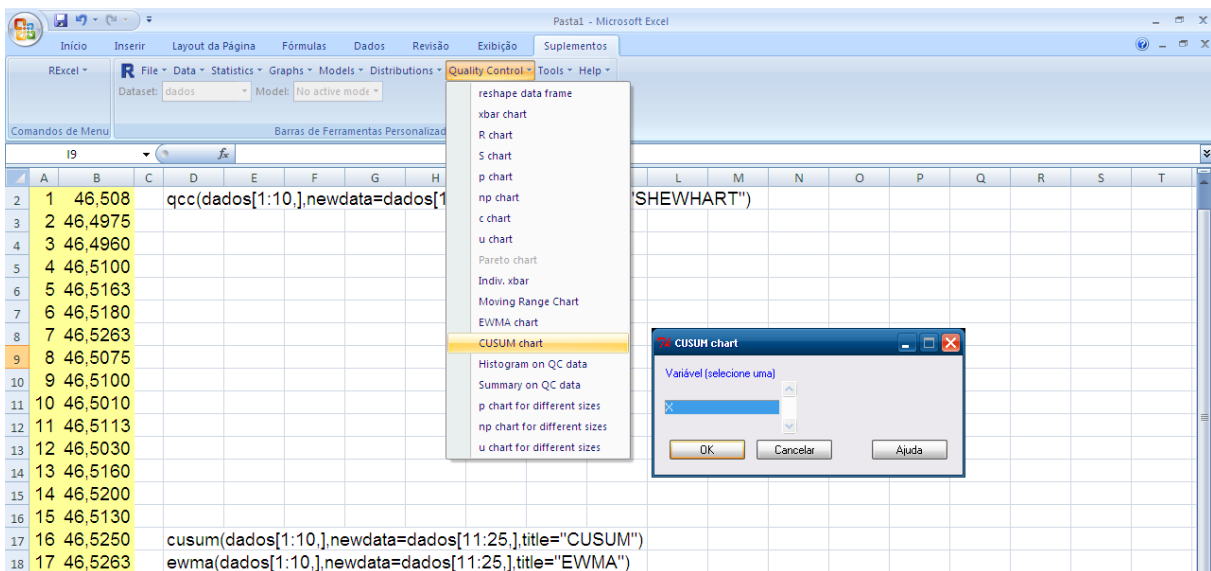 Pasta1 - Microsoft Excel
Início Inserir Layout da Página Fórmulas Dados Revisão Exibição Suplementos
RExcel R File Data Statistics Graphs Models Distributions Quality Control Tools Help
Dataset: dados Model: No active mode
Comandos de Menu Barras de Ferramentas Personalizad
I9 fx
A B C D E F G H L M N O P Q R S T
reshape data frame
xbar chart
R chart
S chart
p chart
np chart
c chart
u chart
Pareto chart
Indiv. xbar
Moving Range Chart
EWMA chart
CUSUM chart
Histogram on QC data
Summary on QC data
p chart for different sizes
np chart for different sizes
u chart for different sizes
2 1 46,508 qcc(dados[1:10,],newdata=dados[1 "SHEWHART")
3 2 46,4975
4 3 46,4960
5 4 46,5100
6 5 46,5163
7 6 46,5180
8 7 46,5263
9 8 46,5075
10 9 46,5100
11 10 46,5010
12 11 46,5113
13 12 46,5030
14 13 46,5160
15 14 46,5200
16 15 46,5130
17 16 46,5250 cusum(dados[1:10,],newdata=dados[11:25,],title="CUSUM")
18 17 46,5263 ewma(dados[1:10,],newdata=dados[11:25,],title="EWMA")
CUSUM chart
Variável (selecione uma)
X
OK Cancelar Ajuda